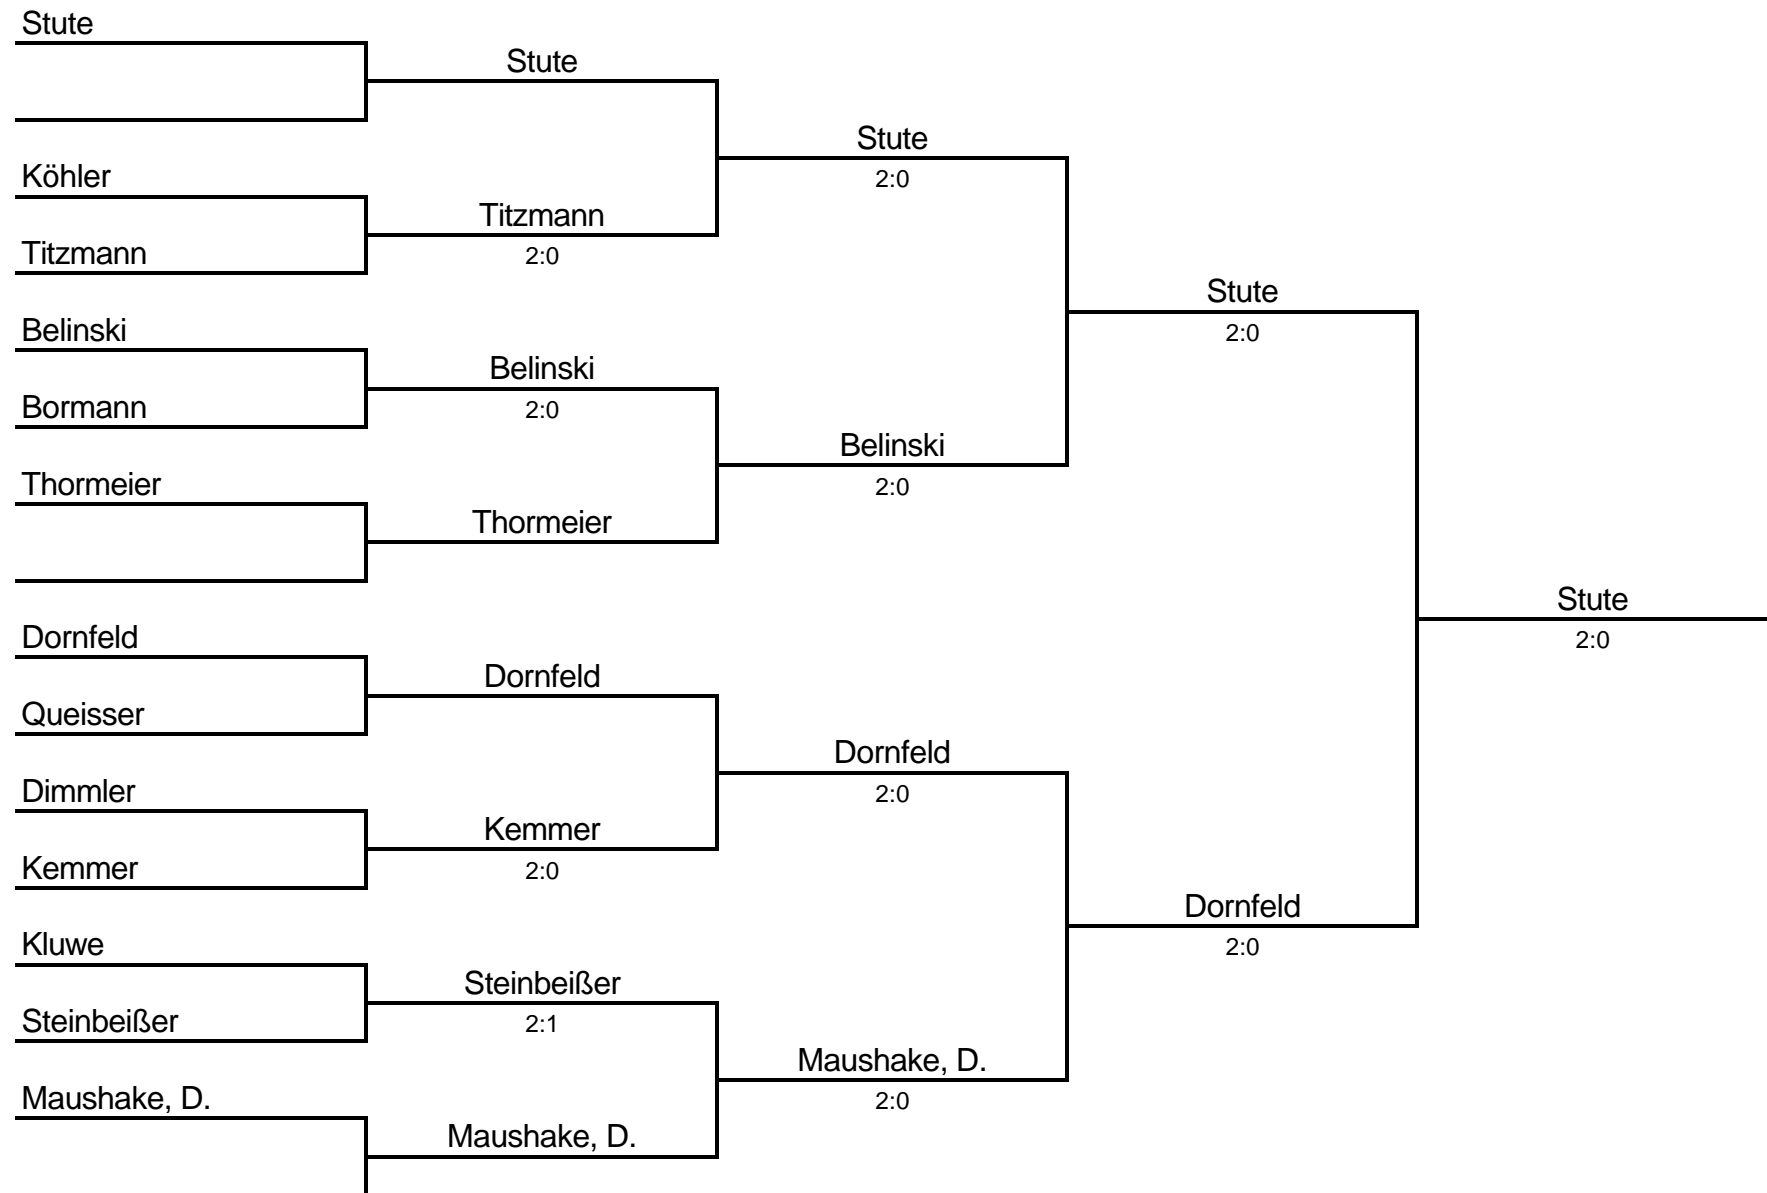 Stute
Stute
Stute
2:0
Köhler
Titzmann
2:0
Titzmann
Stute
2:0
Belinski
Belinski
2:0
Bormann
Belinski
2:0
Thormeier
Thormeier
Stute
2:0
Dornfeld
Dornfeld
Queisser
Dornfeld
2:0
Dimmler
Kemmer
2:0
Kemmer
Dornfeld
2:0
Kluwe
Steinbeißer
2:1
Steinbeißer
Maushake, D.
2:0
Maushake, D.
Maushake, D.